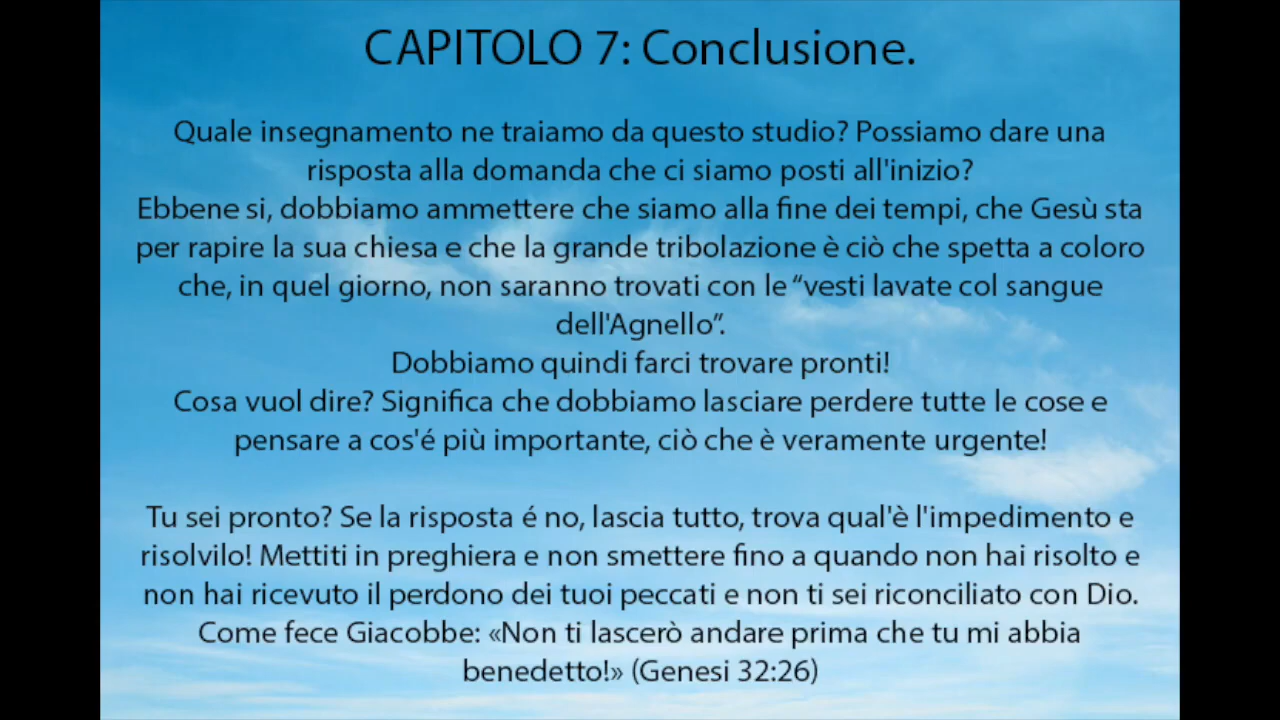 CAPITOLO 7: Conclusione.
Quale insegnamento ne traiamo da questo studio? Possiamo dare una
risposta alla domanda che ci siamo posti all'inizio?
Ebbene si, dobbiamo ammettere che siamo alla fine dei tempi, che Gesù sta
per rapire la sua chiesa e che la grande tribolazione è ciò che spetta a coloro
che, in quel giorno, non saranno trovati con le “vesti lavate col sangue
dell'Agnello”.
Dobbiamo quindi farci trovare pronti!
Cosa vuol dire? Significa che dobbiamo lasciare perdere tutte le cose e
pensare a cos'é più importante, ciò che è veramente urgente!
Tu sei pronto? Se la risposta é no, lascia tutto, trova qual'è l'impedimento e
risolvilo! Mettiti in preghiera e non smettere fino a quando non hai risolto e
non hai ricevuto il perdono dei tuoi peccati e non ti sei riconciliato con Dio.
Come fece Giacobbe: «Non ti lascerò andare prima che tu mi abbia
benedetto!» (Genesi 32:26)